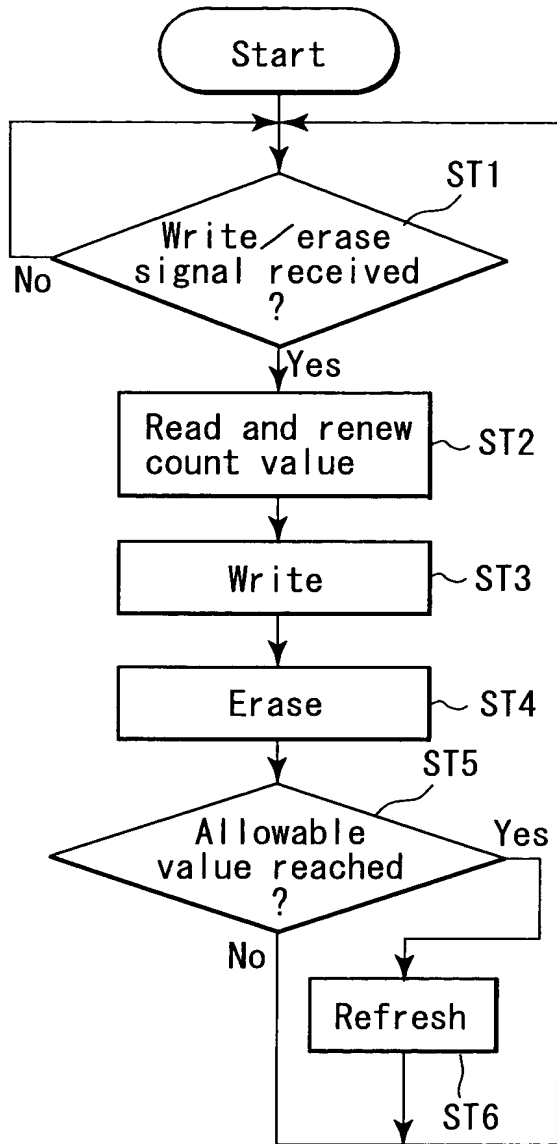 Start
ST1
Write/erase
signal received
?
No
Yes
Read and renew
count value
ST2
Write
ST3
Erase
ST4
ST5
Allowable
value reached
?
Yes
No
Refresh
ST6